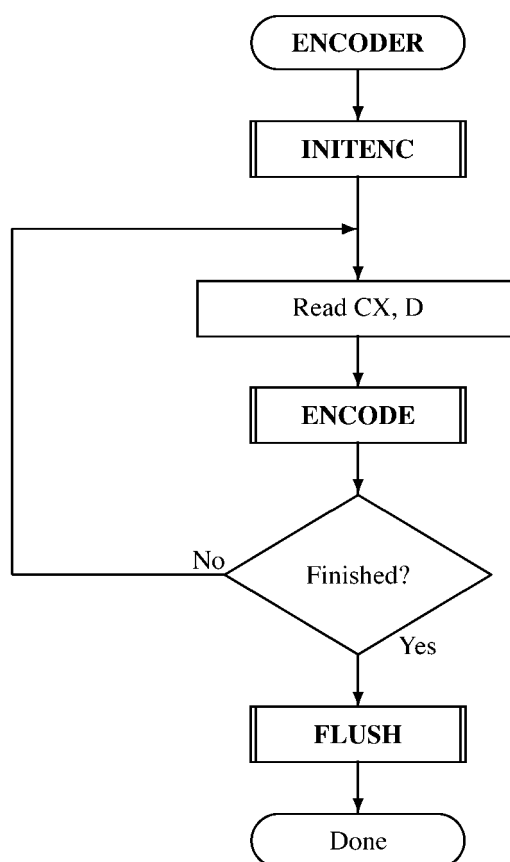 ENCODER
INITENC
Read CX, D
ENCODE
No
Finished?
Yes
FLUSH
Done